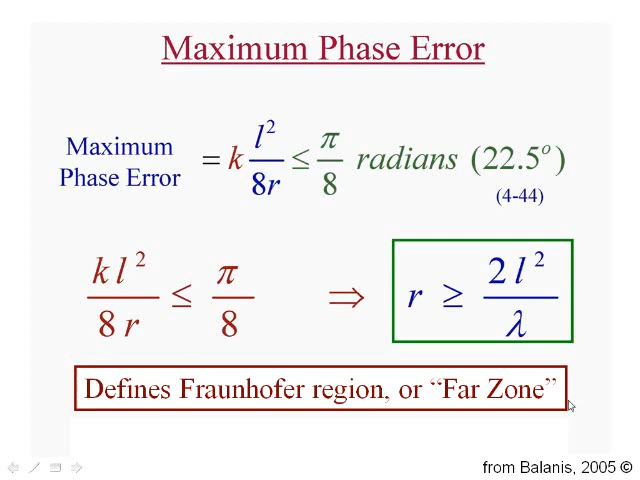 Maximum Phase Error
Maximum Phase Error = k l²/8r ≤ π/8 radians (22.5°)
(4-44)
k l²/8 r ≤ π/8 ⇒ r ≥ 2 l²/λ
Defines Fraunhofer region, or “Far Zone”
from Balanis, 2005 ©